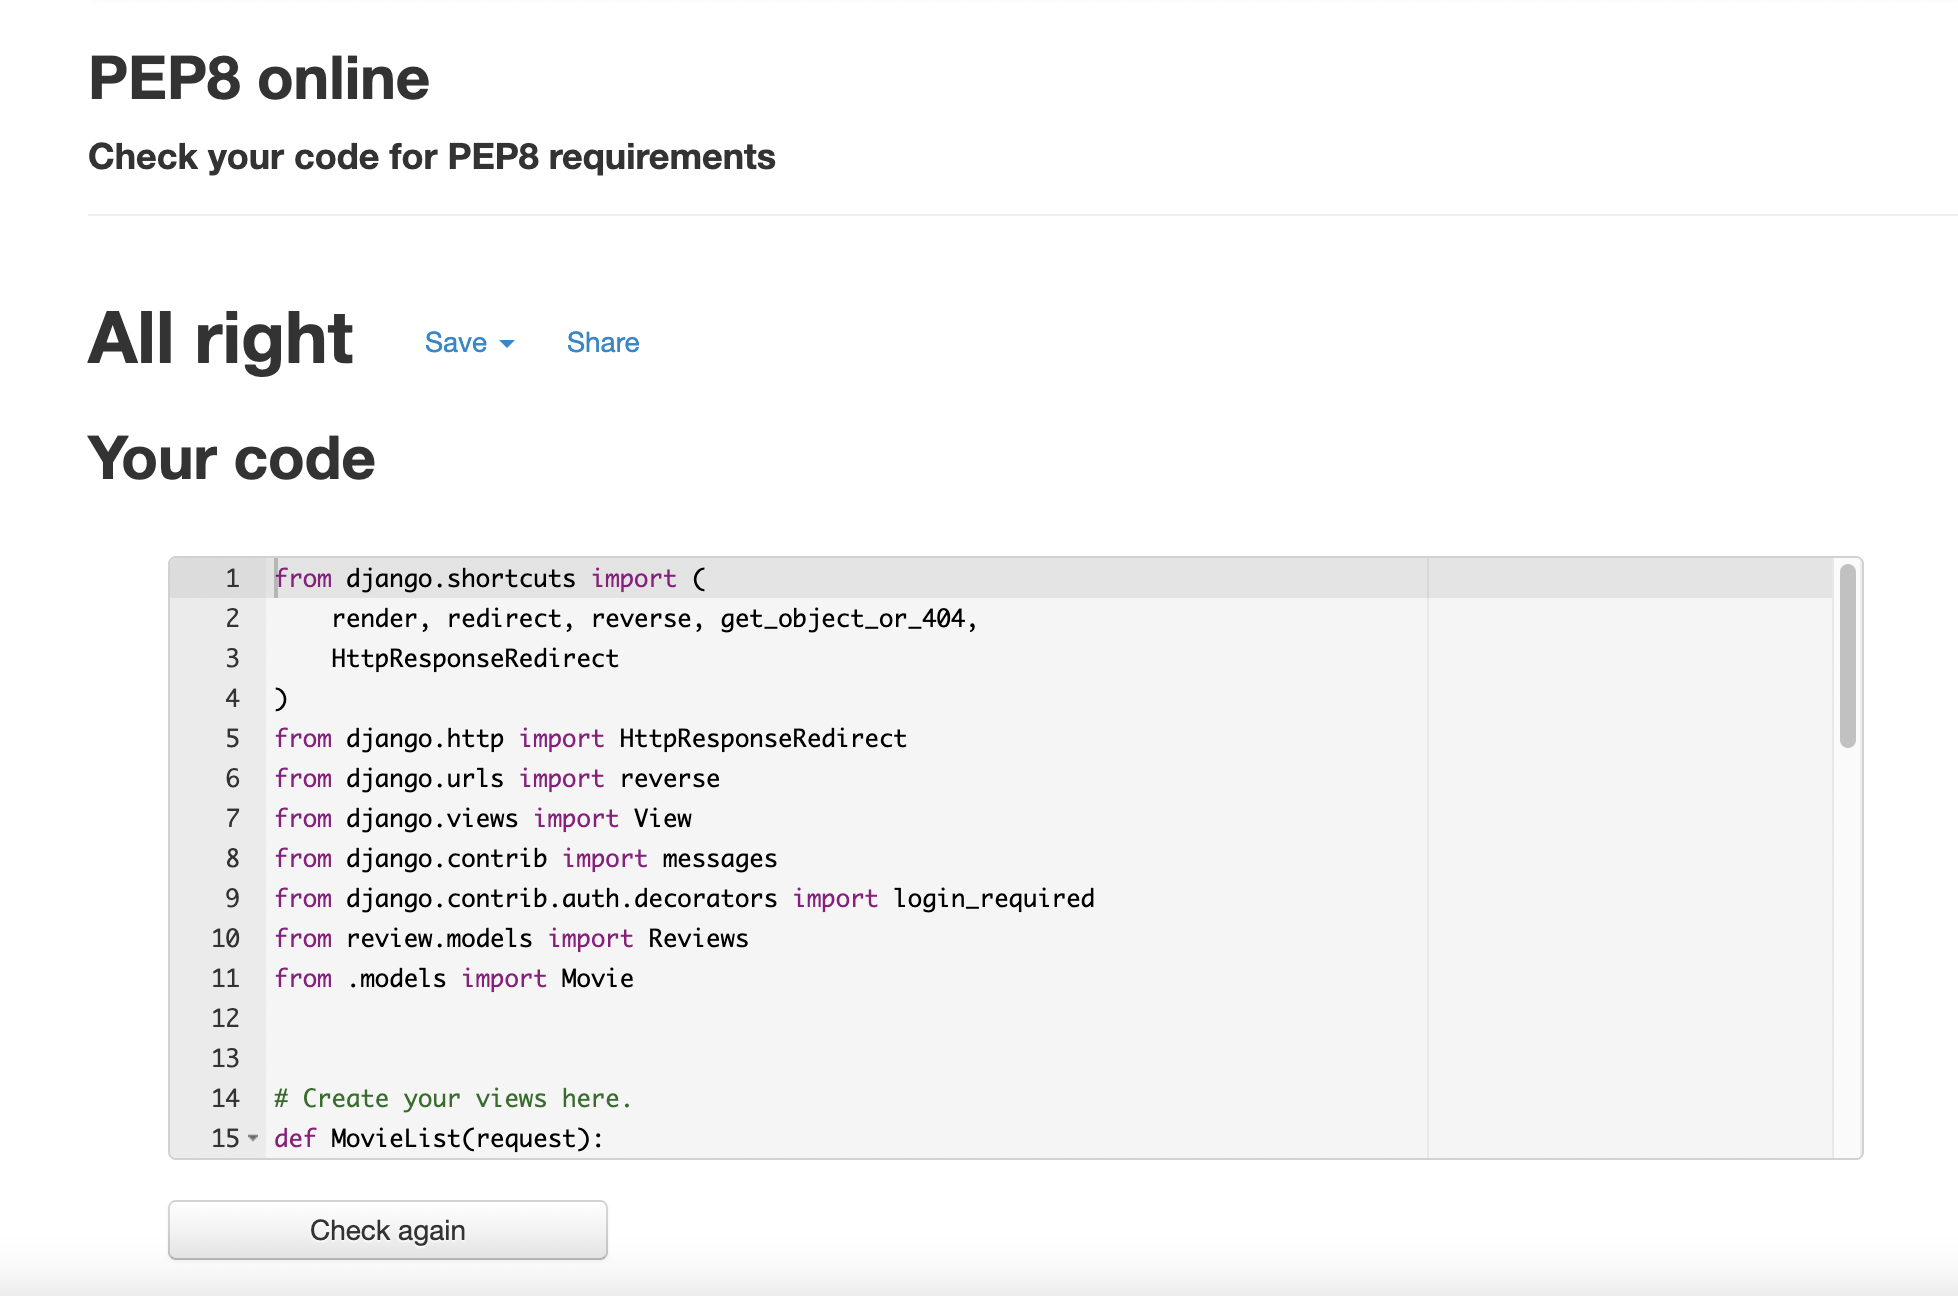 PEP8 online
Check your code for PEP8 requirements
All right Save Share
Your code
1 from django.shortcuts import (
2     render, redirect, reverse, get_object_or_404,
3     HttpResponseRedirect
4 )
5 from django.http import HttpResponseRedirect
6 from django.urls import reverse
7 from django.views import View
8 from django.contrib import messages
9 from django.contrib.auth.decorators import login_required
10 from review.models import Reviews
11 from .models import Movie
12
13
14 # Create your views here.
15 def MovieList(request):
Check again